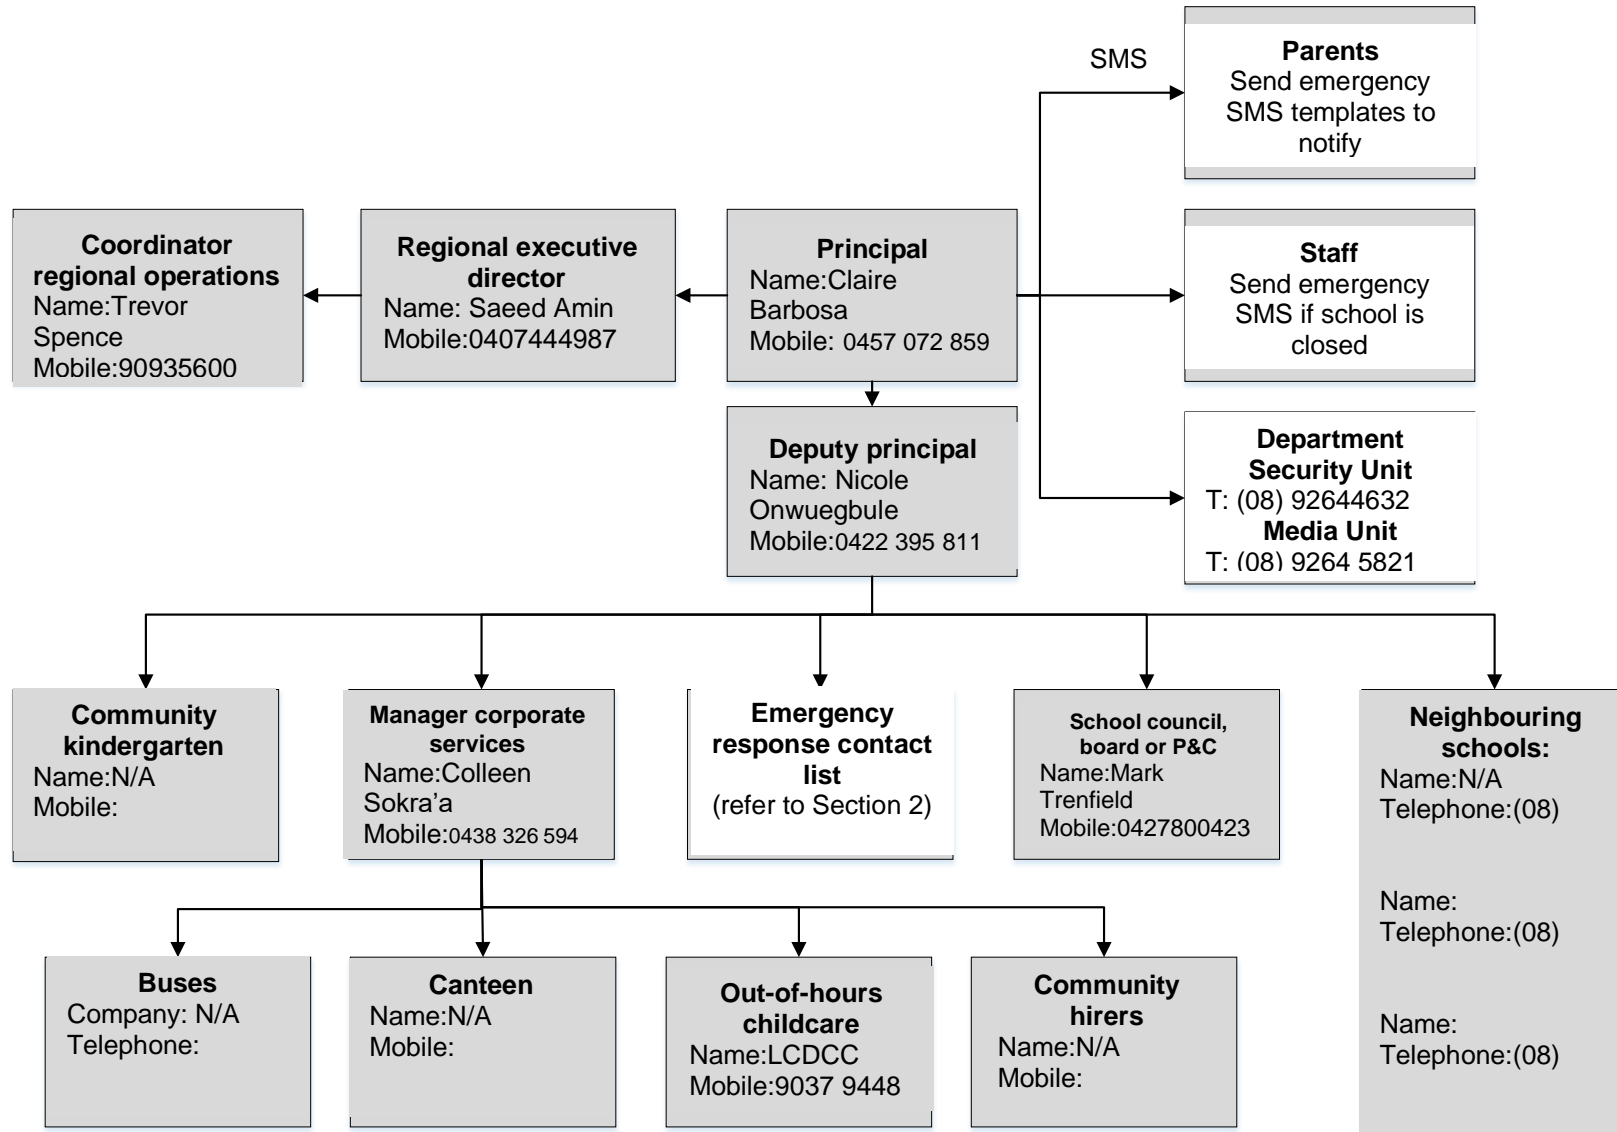 SMS
Parents
Send emergency
SMS templates to
notify
Coordinator
regional operations
Name:Trevor
Spence
Mobile:90935600
Regional executive
director
Name: Saeed Amin
Mobile:0407444987
Principal
Name:Claire
Barbosa
Mobile: 0457 072 859
Staff
Send emergency
SMS if school is
closed
Deputy principal
Name: Nicole
Onwuegbule
Mobile:0422 395 811
Department
Security Unit
T: (08) 92644632
Media Unit
T: (08) 9264 5821
Community
kindergarten
Name:N/A
Mobile:
Manager corporate
services
Name:Colleen
Sokra’a
Mobile:0438 326 594
Emergency
response contact
list
(refer to Section 2)
School council,
board or P&C
Name:Mark
Trenfield
Mobile:0427800423
Neighbouring
schools:
Name:N/A
Telephone:(08)
Name:
Telephone:(08)
Name:
Telephone:(08)
Buses
Company: N/A
Telephone:
Canteen
Name:N/A
Mobile:
Out-of-hours
childcare
Name:LCDCC
Mobile:9037 9448
Community
hirers
Name:N/A
Mobile: